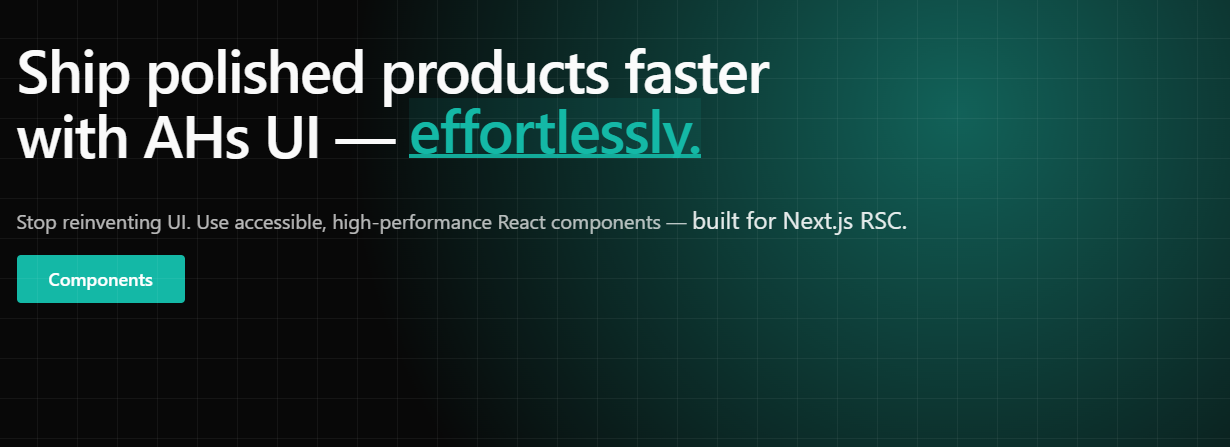 Ship polished products faster
with AHs UI — effortlessly.
Stop reinventing UI. Use accessible, high-performance React components — built for Next.js RSC.
Components